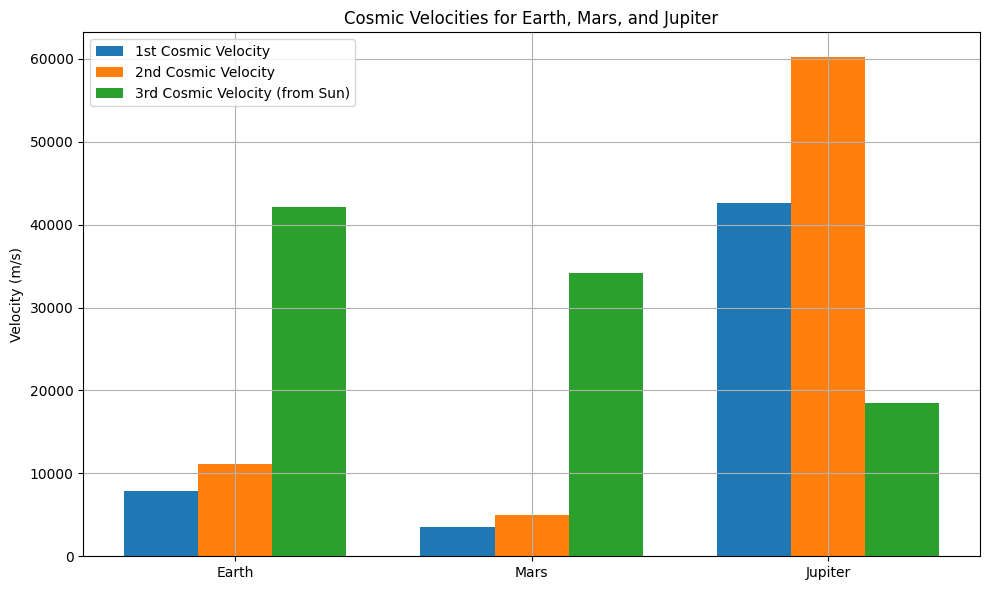 Cosmic Velocities for Earth, Mars, and Jupiter
1st Cosmic Velocity
2nd Cosmic Velocity
3rd Cosmic Velocity (from Sun)
Velocity (m/s)
60000
50000
40000
30000
20000
10000
0
Earth
Mars
Jupiter